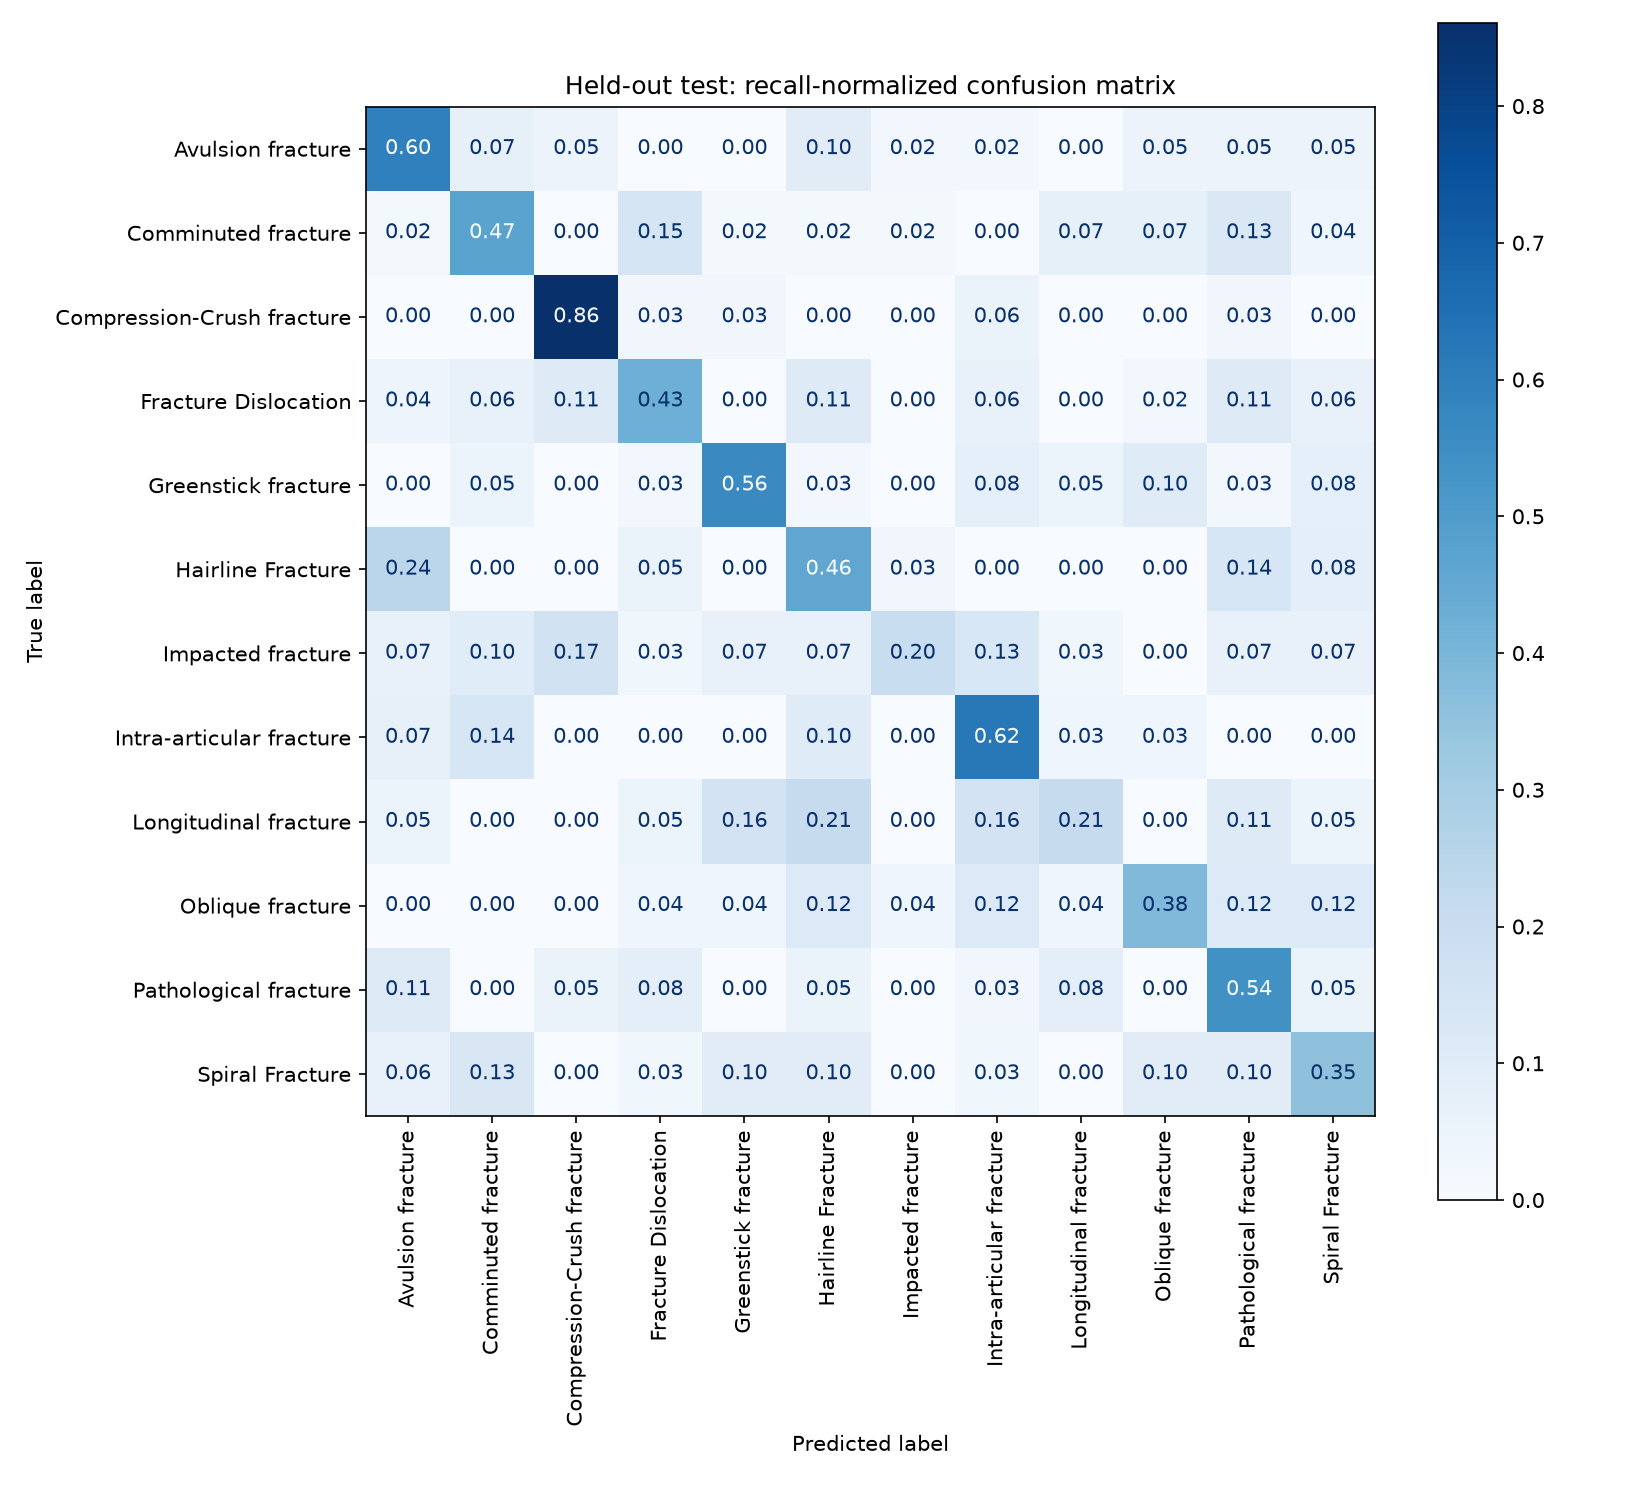 Held-out test: recall-normalized confusion matrix
Avulsion fracture 0.60 0.07 0.05 0.00 0.00 0.10 0.02 0.02 0.00 0.05 0.05 0.05
Comminuted fracture 0.02 0.47 0.00 0.15 0.02 0.02 0.02 0.00 0.07 0.07 0.13 0.04
Compression-Crush fracture 0.00 0.00 0.86 0.03 0.03 0.00 0.00 0.06 0.00 0.00 0.03 0.00
Fracture Dislocation 0.04 0.06 0.11 0.43 0.00 0.11 0.00 0.06 0.00 0.02 0.11 0.06
Greenstick fracture 0.00 0.05 0.00 0.03 0.56 0.03 0.00 0.08 0.05 0.10 0.03 0.08
Hairline Fracture 0.24 0.00 0.00 0.05 0.00 0.46 0.03 0.00 0.00 0.00 0.14 0.08
Impacted fracture 0.07 0.10 0.17 0.03 0.07 0.07 0.20 0.13 0.03 0.00 0.07 0.07
Intra-articular fracture 0.07 0.14 0.00 0.00 0.00 0.10 0.00 0.62 0.03 0.03 0.00 0.00
Longitudinal fracture 0.05 0.00 0.00 0.05 0.16 0.21 0.00 0.16 0.21 0.00 0.11 0.05
Oblique fracture 0.00 0.00 0.00 0.04 0.04 0.12 0.04 0.12 0.04 0.38 0.12 0.12
Pathological fracture 0.11 0.00 0.05 0.08 0.00 0.05 0.00 0.03 0.08 0.00 0.54 0.05
Spiral Fracture 0.06 0.13 0.00 0.03 0.10 0.10 0.00 0.03 0.00 0.10 0.10 0.35
True label
Avulsion fracture
Comminuted fracture
Compression-Crush fracture
Fracture Dislocation
Greenstick fracture
Hairline Fracture
Impacted fracture
Intra-articular fracture
Longitudinal fracture
Oblique fracture
Pathological fracture
Spiral Fracture
Predicted label
0.8
0.7
0.6
0.5
0.4
0.3
0.2
0.1
0.0